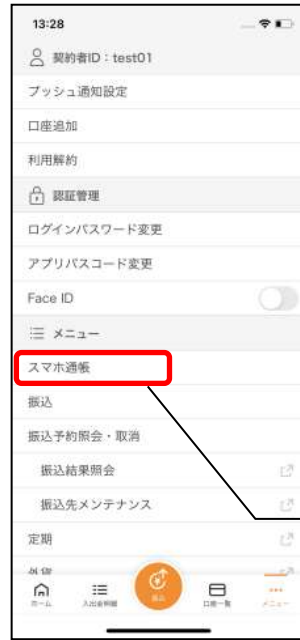 13:28
契約者ID：test01
プッシュ通知設定
口座追加
利用解約
認証管理
ログインパスワード変更
アプリパスコード変更
Face ID
メニュー
スマホ通帳
振込
振込予約照会・取消
振込結果照会
振込先メンテナンス
定期
外貨
ホーム
入出金明細
振込
口座一覧
メニュー